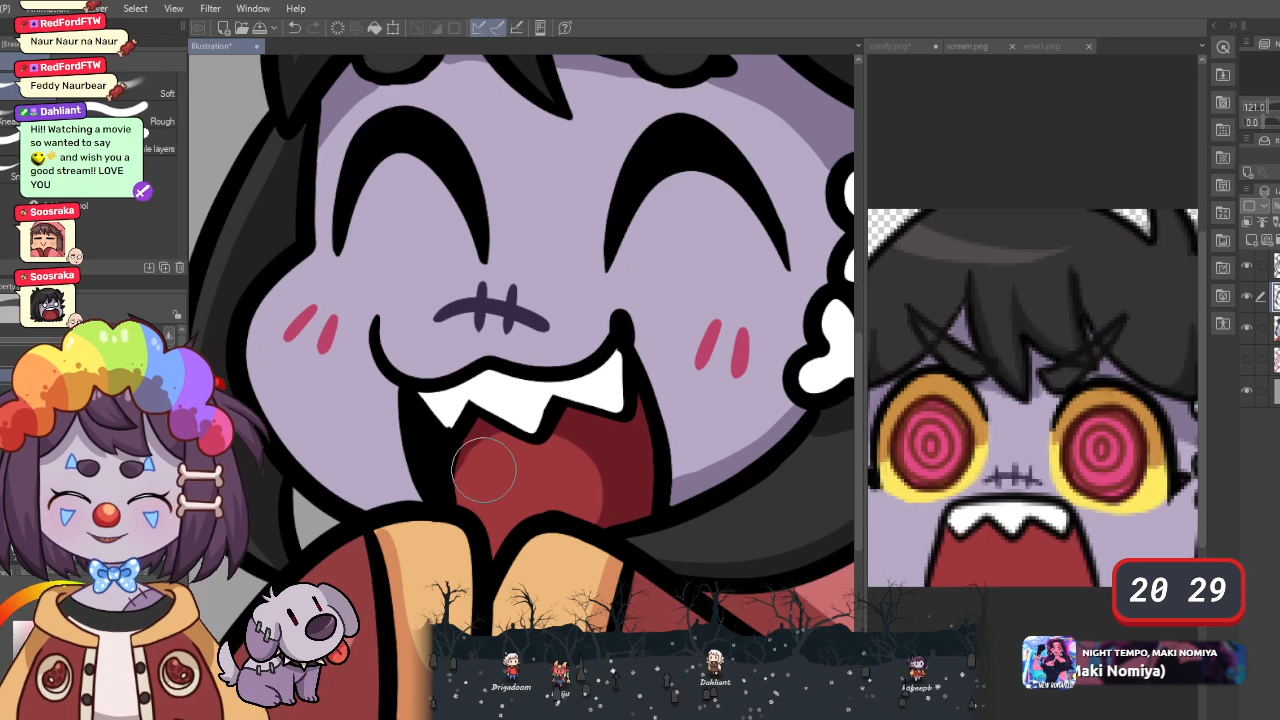 Select View Filter Window Help
RedFordFTW
Naur Naur na Naur
RedFordFTW
Feddy Naurbear
Dahliant
Hi!! Watching a movie
so wanted to say
and wish you a
good stream!! LOVE
YOU
Soosraka
Soosraka
Soft
Rough
Illustration*
comfy.png*
scream.png
wow1.png
121.0
0.0
20 29
NIGHT TEMPO, MAKI NOMIYA
Maki Nomiya)
Drigadoom
Dahliant